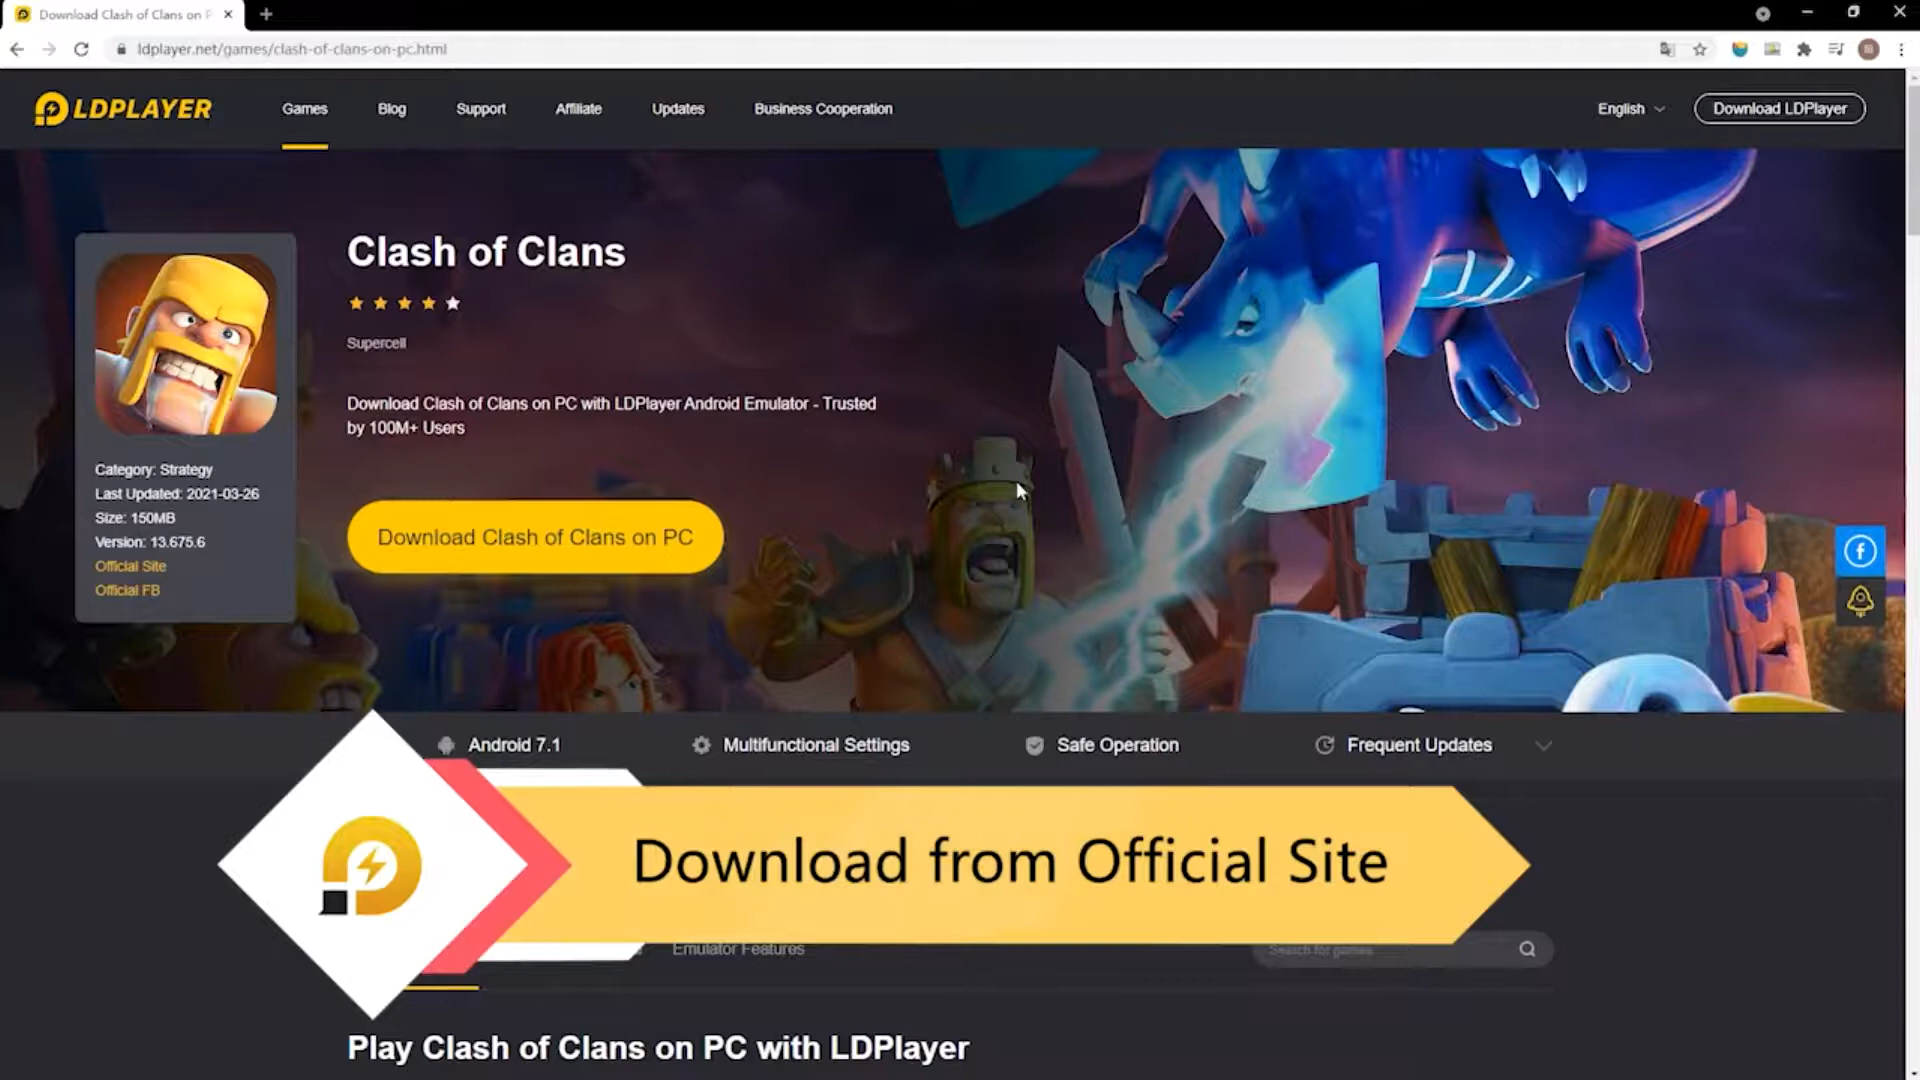 Download Clash of Clans on P
ldplayer.net/games/clash-of-clans-on-pc.html
LDPLAYER
Games
Blog
Support
Affiliate
Updates
Business Cooperation
English
Download LDPlayer
Clash of Clans
Supercell
Download Clash of Clans on PC with LDPlayer Android Emulator - Trusted
by 100M+ Users
Category: Strategy
Last Updated: 2021-03-26
Size: 150MB
Version: 13.675.6
Official Site
Official FB
Download Clash of Clans on PC
Android 7.1
Multifunctional Settings
Safe Operation
Frequent Updates
Download from Official Site
Emulator Features
Search for games
Play Clash of Clans on PC with LDPlayer